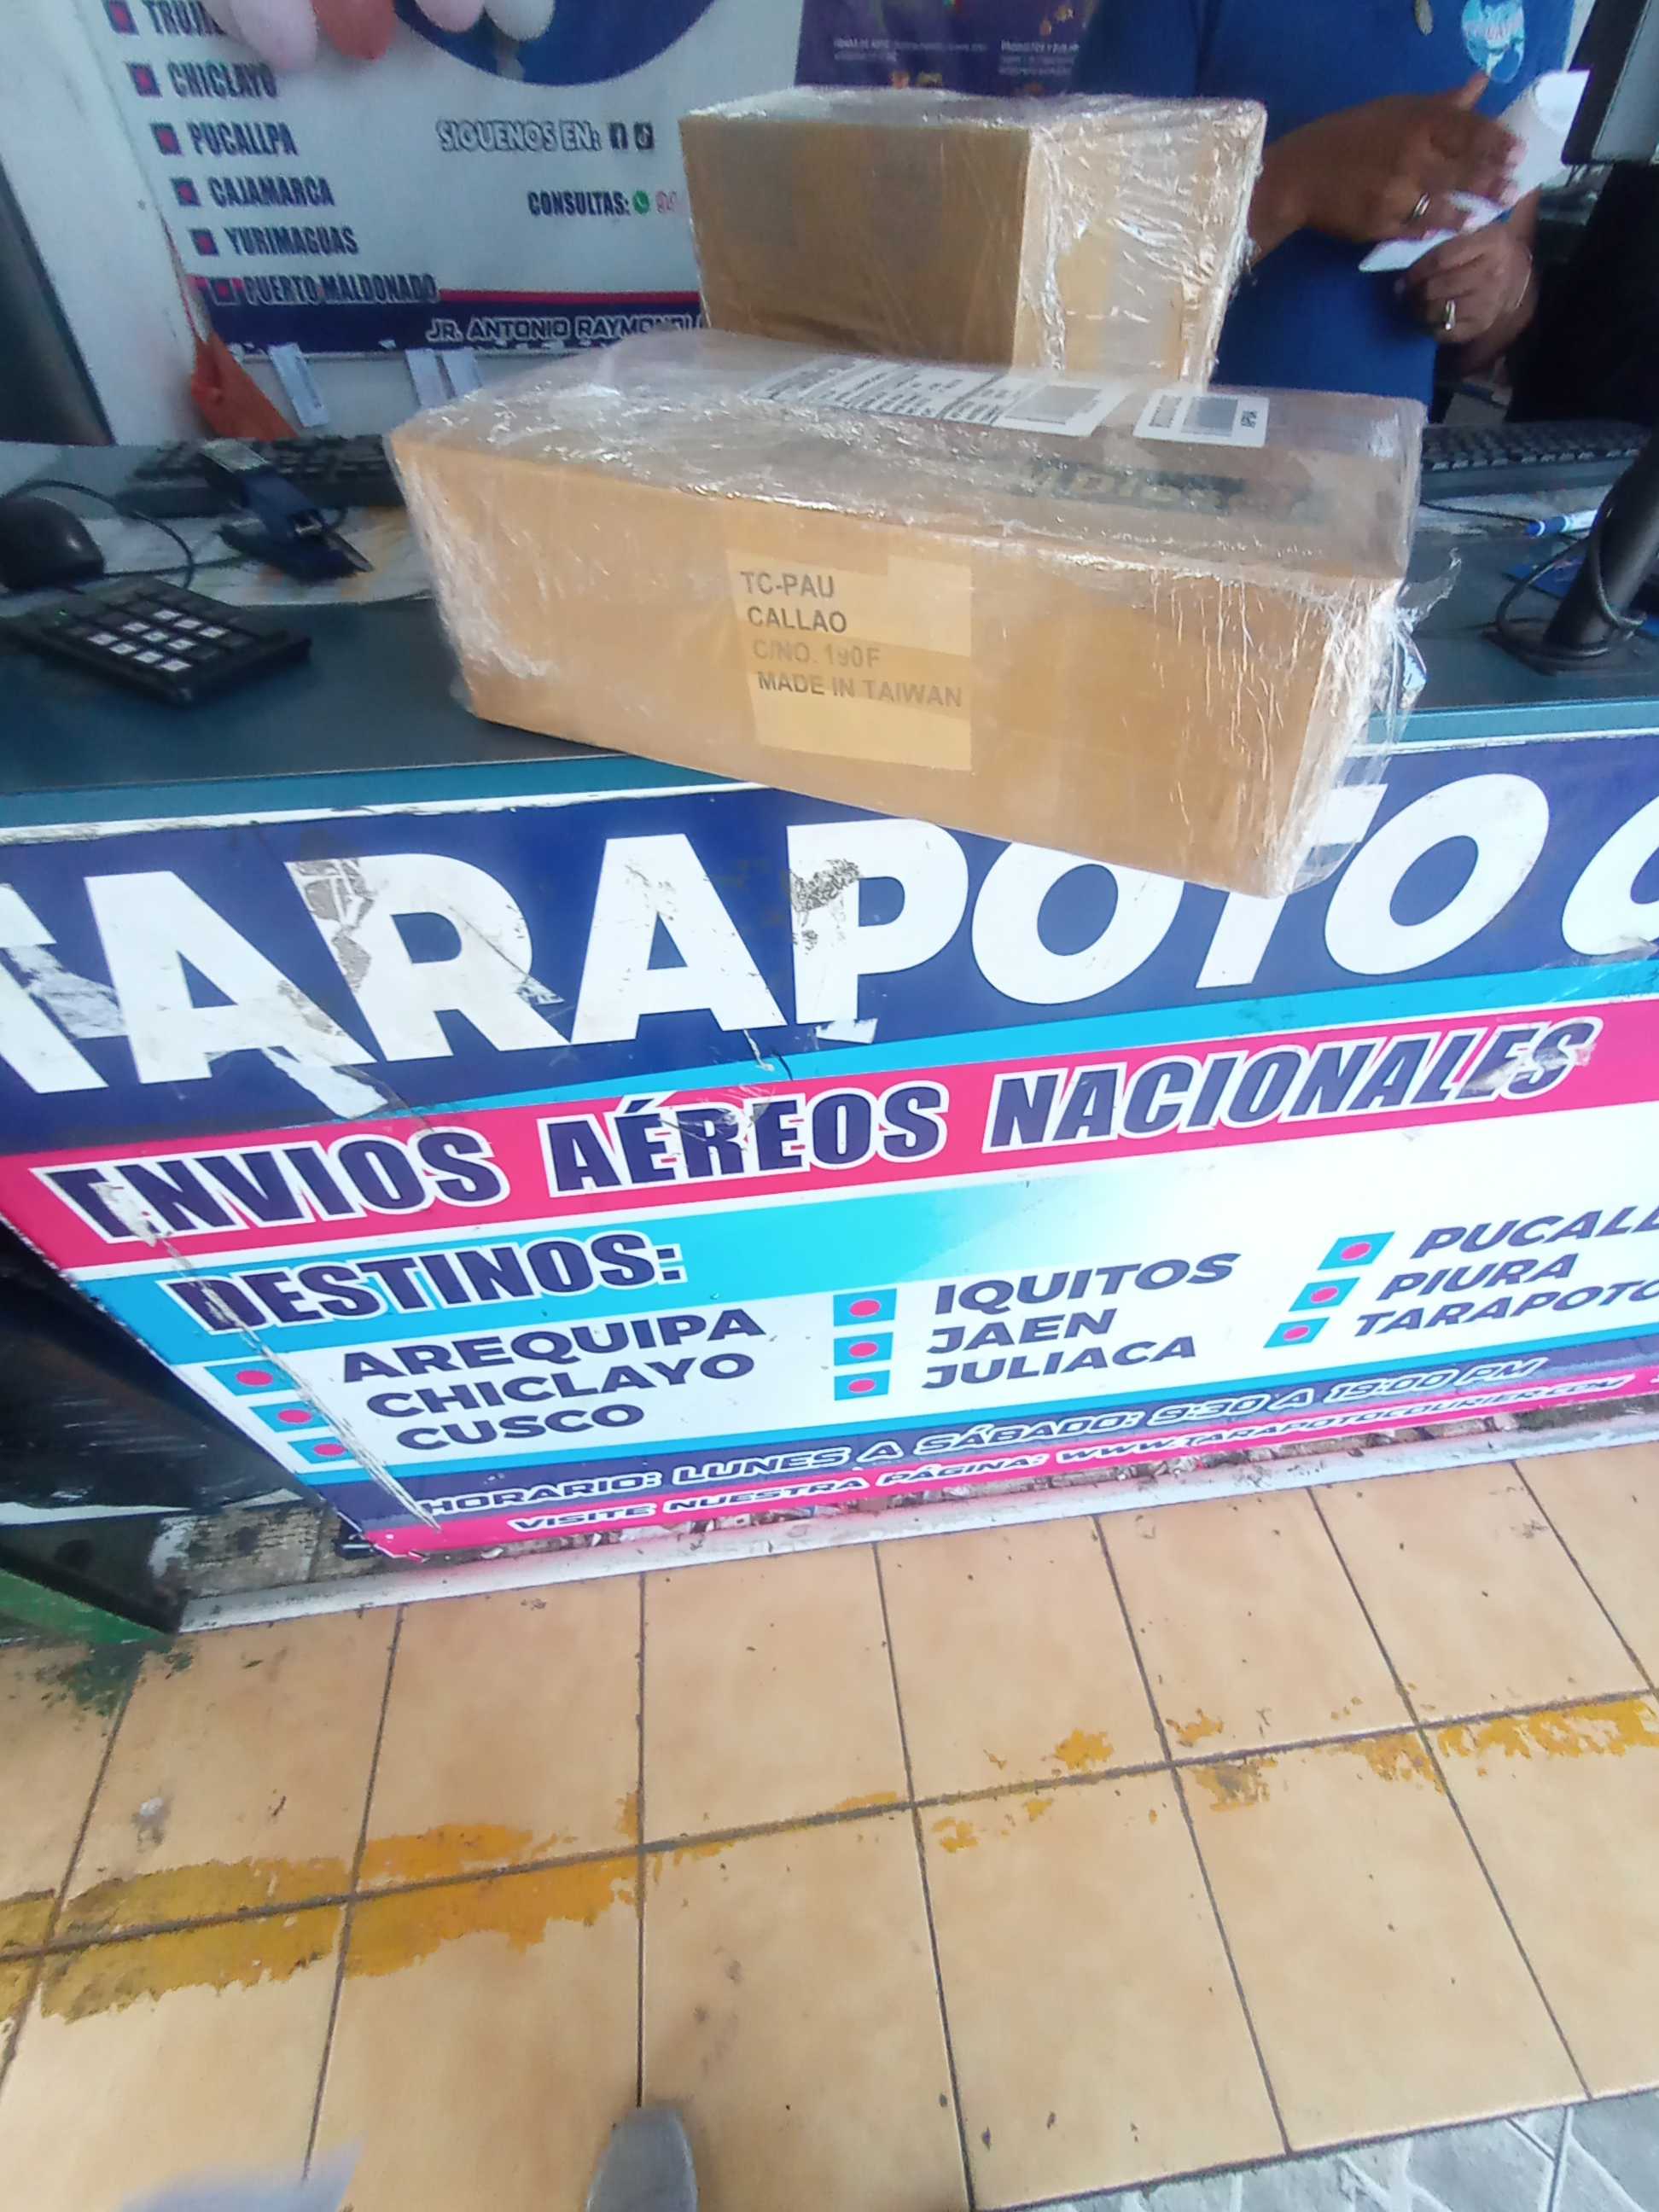 CHICLAYO
PUCALLPA
CAJAMARCA
YURIMAGUAS
PUERTO MALDONADO
SIGUENOS EN:
CONSULTAS:
JR. ANTONIO RAYMONDI
TC-PAU
CALLAO
C/NO. 190F
MADE IN TAIWAN
TARAPOTO
ENVIOS AÉREOS NACIONALES
DESTINOS:
AREQUIPA
CHICLAYO
CUSCO
IQUITOS
JAEN
JULIACA
PUCALL
PIURA
TARAPOTO
HORARIO: LUNES A SÁBADO: 9:30 A 19:00 PM
VISITE NUESTRA PÁGINA: WWW.TARAPOTOCOURIER.COM